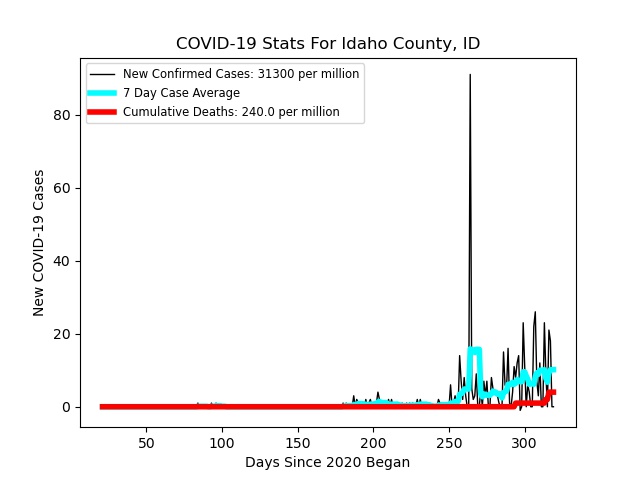 COVID-19 Stats For Idaho County, ID
New Confirmed Cases: 31300 per million
7 Day Case Average
Cumulative Deaths: 240.0 per million
New COVID-19 Cases
80
60
40
20
0
50 100 150 200 250 300
Days Since 2020 Began